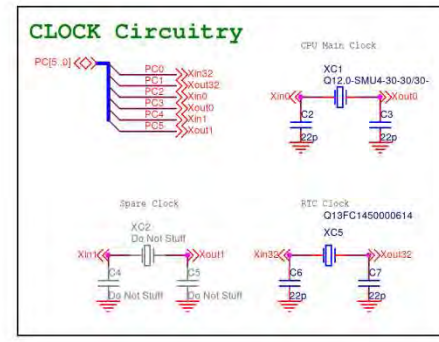 CLOCK Circuitry
PC[5..0]
PC0 Xin32
PC1 Xout32
PC2 Xin0
PC3 Xout0
PC4 Xin1
PC5 Xout1
CPU Main Clock
XC1
Q12.0-SMU4-30-30/30-
Xin0 Xout0
C2 C3
22p 22p
Spare Clock
XC2
Do Not Stuff
Xin1 Xout1
C4 C5
Do Not Stuff Do Not Stuff
RTC Clock
Q13FC1450000614
XC5
Xin32 Xout32
C6 C7
22p 22p